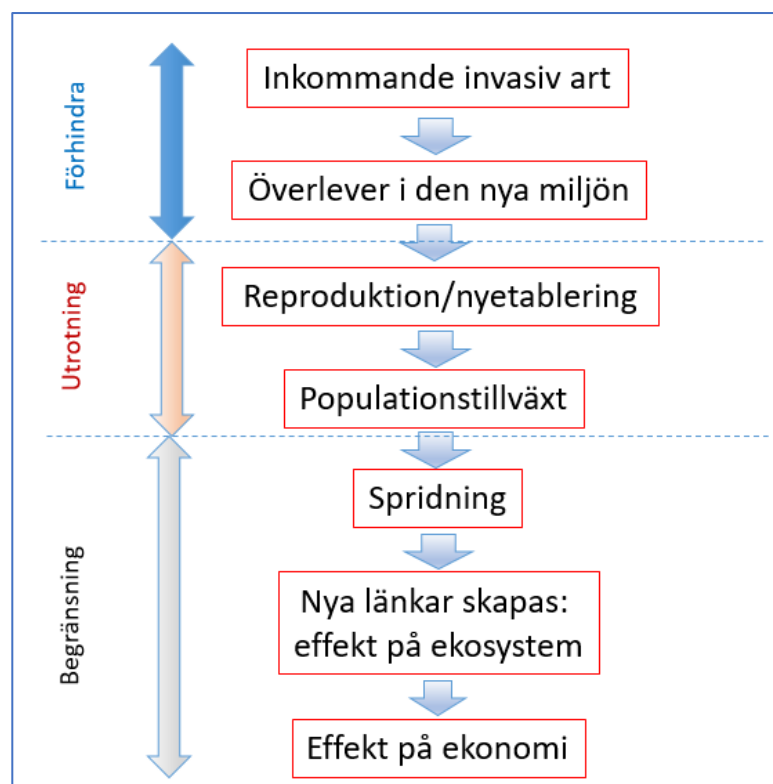 Förhindra
Inkommande invasiv art
Överlever i den nya miljön
Utrotning
Reproduktion/nyetablering
Populationstillväxt
Begränsning
Spridning
Nya länkar skapas:
effekt på ekosystem
Effekt på ekonomi